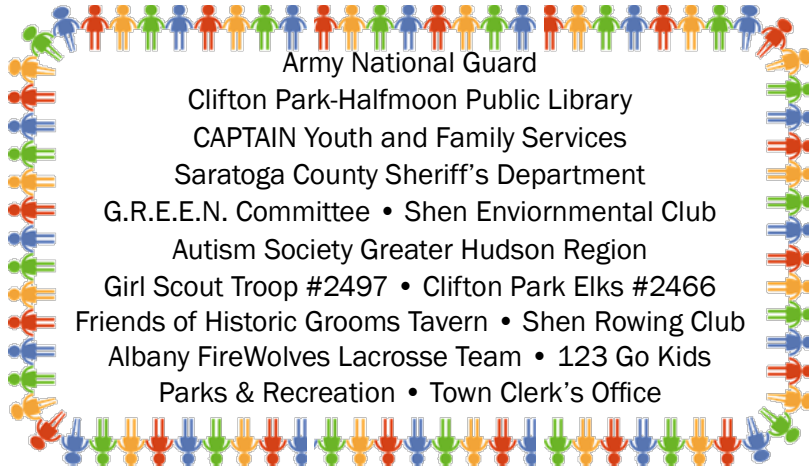 Army National Guard
Clifton Park-Halfmoon Public Library
CAPTAIN Youth and Family Services
Saratoga County Sheriff’s Department
G.R.E.E.N. Committee • Shen Enviornmental Club
Autism Society Greater Hudson Region
Girl Scout Troop #2497 • Clifton Park Elks #2466
Friends of Historic Grooms Tavern • Shen Rowing Club
Albany FireWolves Lacrosse Team • 123 Go Kids
Parks & Recreation • Town Clerk’s Office